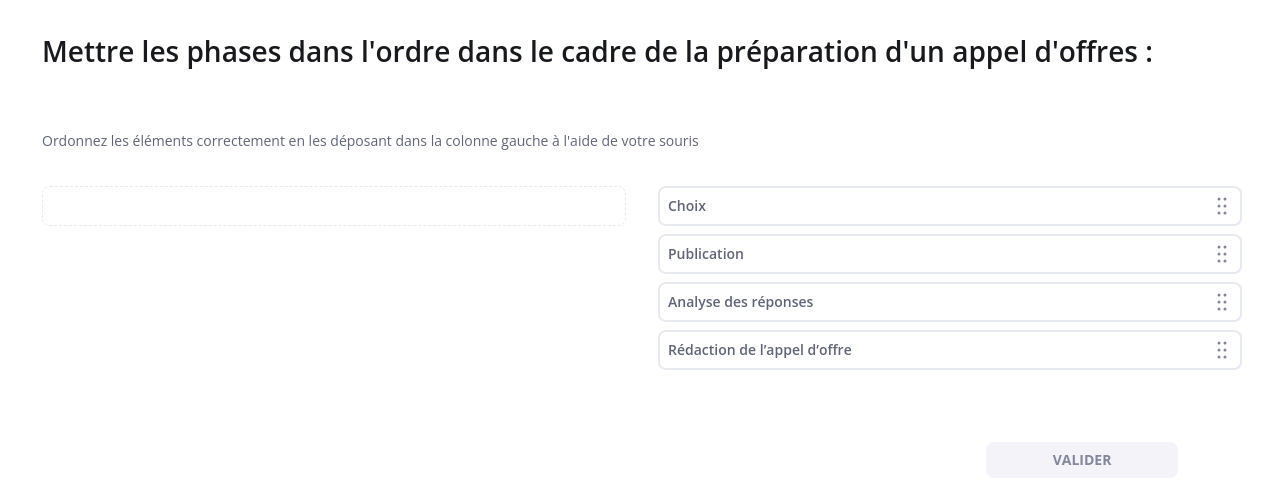 Mettre les phases dans l'ordre dans le cadre de la préparation d'un appel d'offres :
Ordonnez les éléments correctement en les déposant dans la colonne gauche à l'aide de votre souris
Choix
Publication
Analyse des réponses
Rédaction de l’appel d’offre
VALIDER